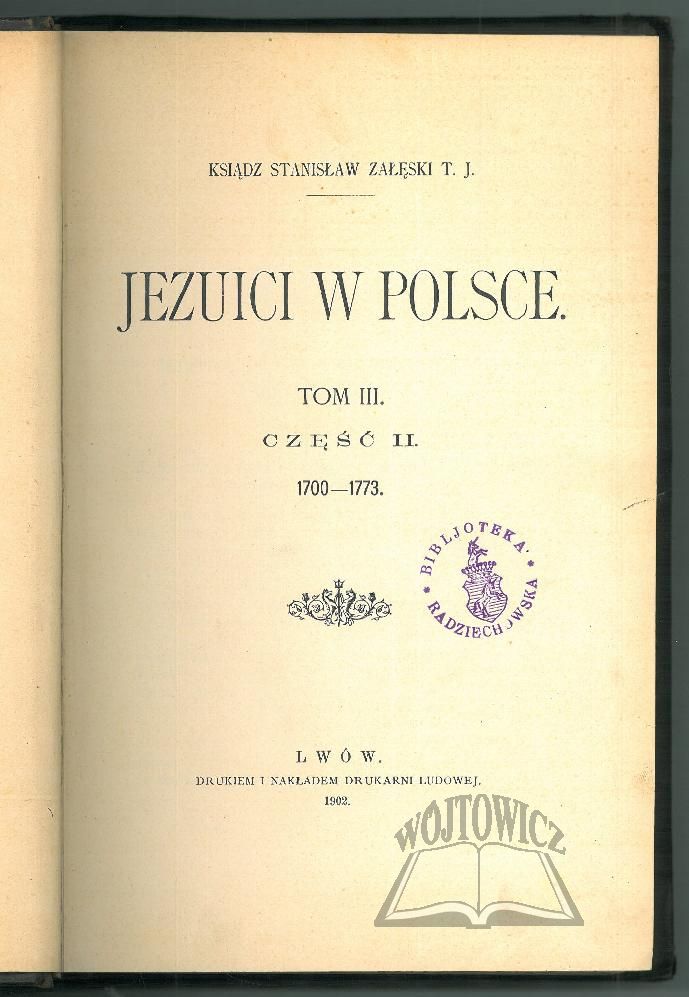 KSIĄDZ STANISŁAW ZAŁĘSKI T. J.
JEZUICI W POLSCE.
TOM III.
CZĘŚĆ II.
1700—1773.
* BIBLJOTEKA *
RADZIECHOWSKA
LWÓW.
DRUKIEM I NAKŁADEM DRUKARNI LUDOWEJ.
1902.
WÓJTOWICZ